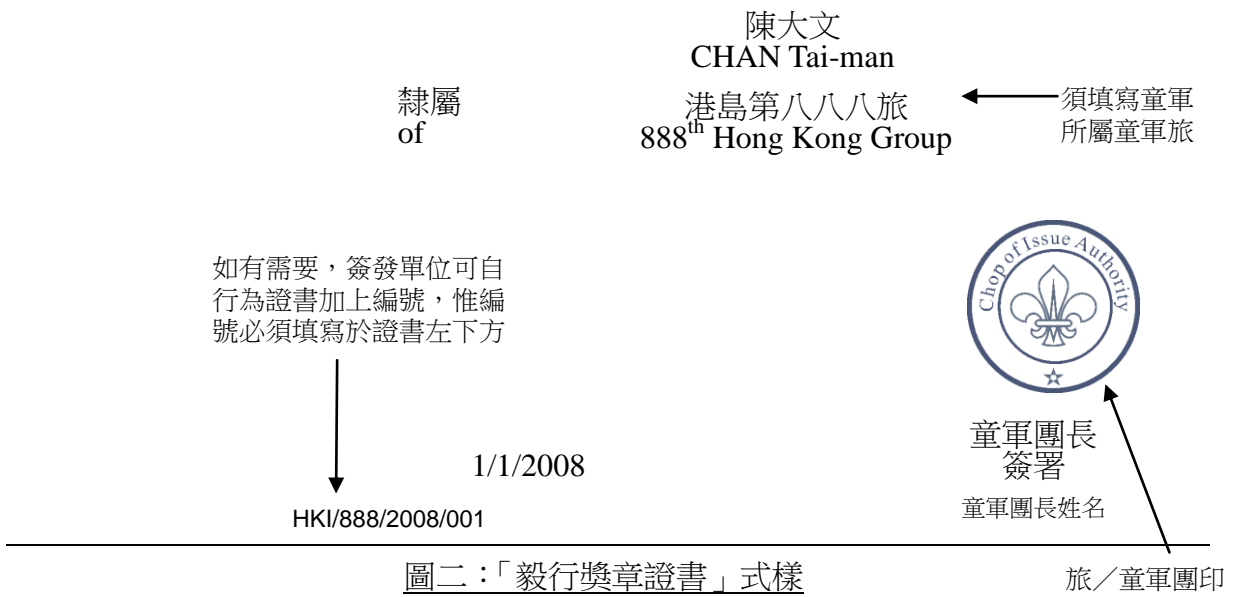 陳大文
CHAN Tai-man
隸屬
of
港島第八八八旅
888th Hong Kong Group
須填寫童軍
所屬童軍旅
如有需要，簽發單位可自
行為證書加上編號，惟編
號必須填寫於證書左下方
Chop of Issue Authority
童軍團長
簽署
童軍團長姓名
1/1/2008
HKI/888/2008/001
圖二：「毅行獎章證書」式樣
旅／童軍團印